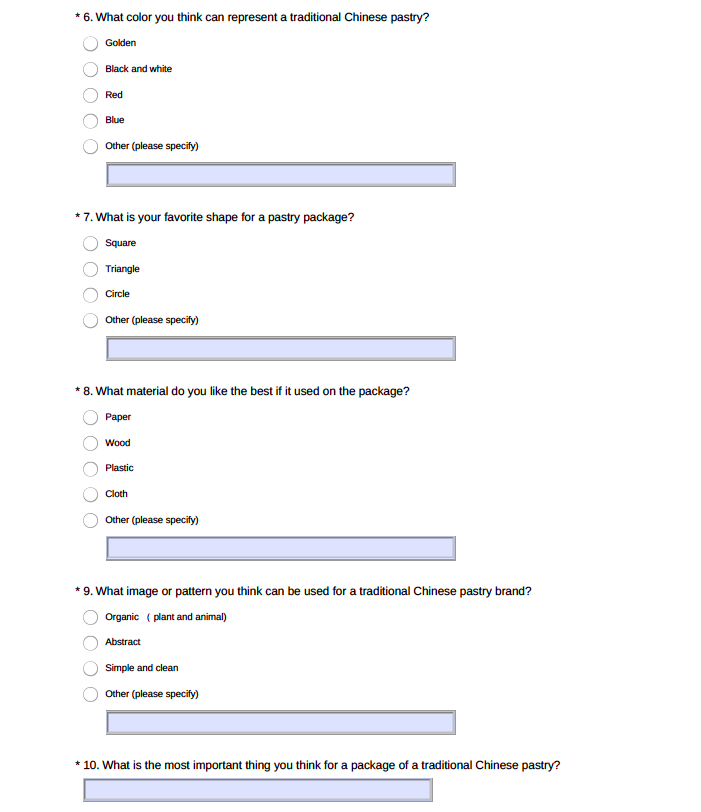 * 6. What color you think can represent a traditional Chinese pastry?
Golden
Black and white
Red
Blue
Other (please specify)
* 7. What is your favorite shape for a pastry package?
Square
Triangle
Circle
Other (please specify)
* 8. What material do you like the best if it used on the package?
Paper
Wood
Plastic
Cloth
Other (please specify)
* 9. What image or pattern you think can be used for a traditional Chinese pastry brand?
Organic ( plant and animal)
Abstract
Simple and clean
Other (please specify)
* 10. What is the most important thing you think for a package of a traditional Chinese pastry?